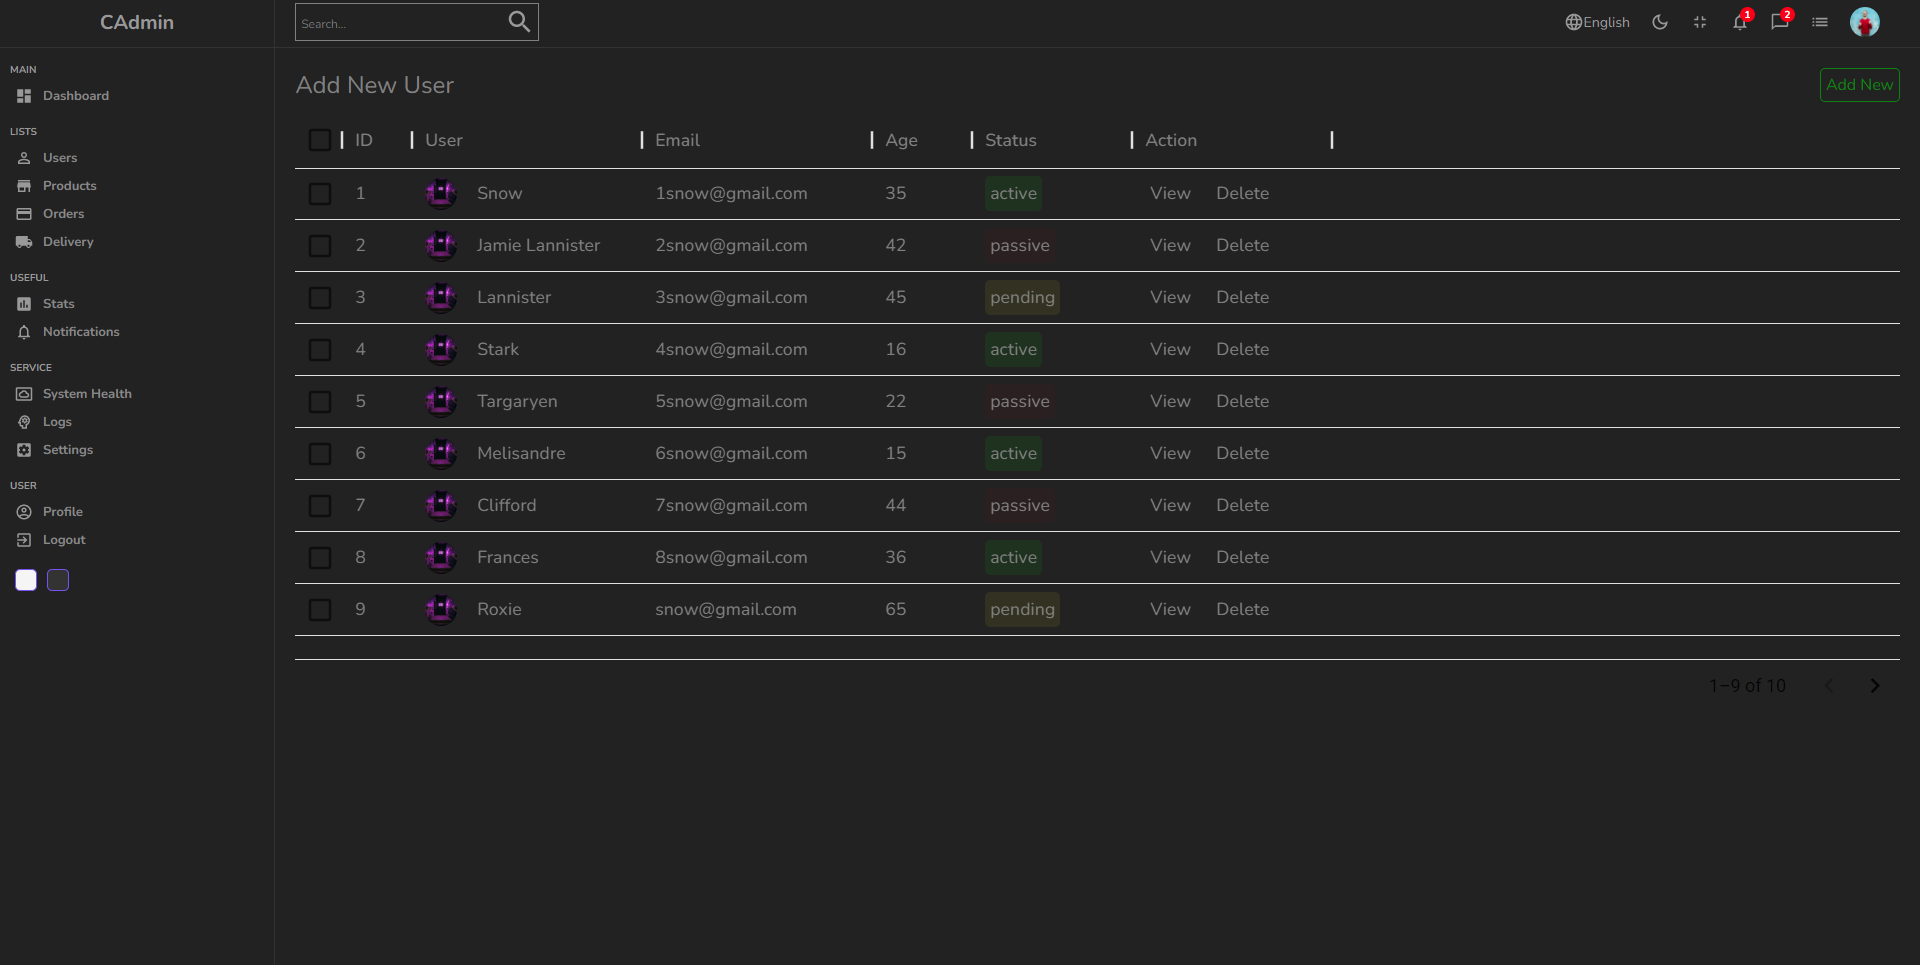 CAdmin
Search...
English
1
2
MAIN
Dashboard
LISTS
Users
Products
Orders
Delivery
USEFUL
Stats
Notifications
SERVICE
System Health
Logs
Settings
USER
Profile
Logout
Add New User
Add New
ID User Email Age Status Action
1 Snow 1snow@gmail.com 35 active View Delete
2 Jamie Lannister 2snow@gmail.com 42 passive View Delete
3 Lannister 3snow@gmail.com 45 pending View Delete
4 Stark 4snow@gmail.com 16 active View Delete
5 Targaryen 5snow@gmail.com 22 passive View Delete
6 Melisandre 6snow@gmail.com 15 active View Delete
7 Clifford 7snow@gmail.com 44 passive View Delete
8 Frances 8snow@gmail.com 36 active View Delete
9 Roxie snow@gmail.com 65 pending View Delete
1–9 of 10